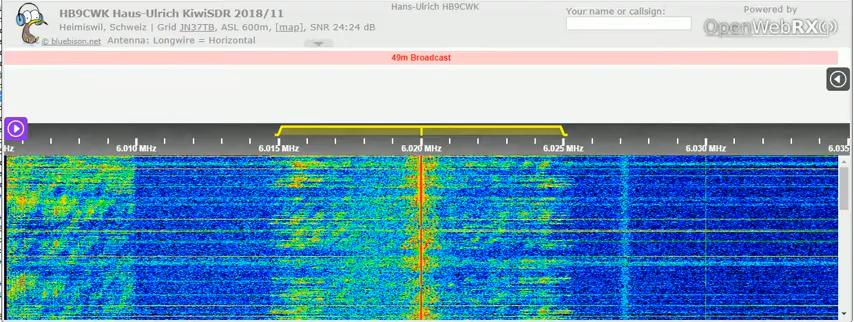 HB9CWK Haus-Ulrich KiwiSDR 2018/11
Hans-Ulrich HB9CWK
Your name or callsign:
Powered by
OpenWebRX
Heimiswil, Schweiz | Grid JN37TB, ASL 600m, [map], SNR 24:24 dB
© bluebison.net Antenna: Longwire = Horizontal
49m Broadcast
Hz 6.010 MHz 6.015 MHz 6.020 MHz 6.025 MHz 6.030 MHz 6.035